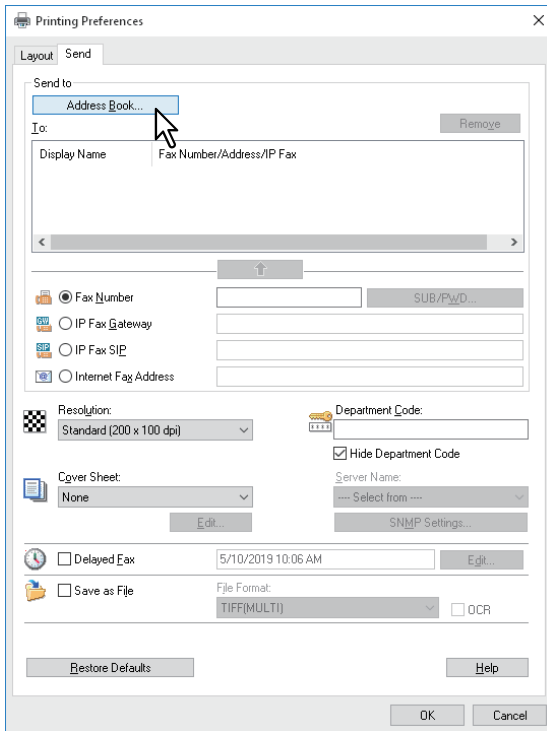 Printing Preferences
Layout Send
Send to
Address Book...
To:
Remove
Display Name Fax Number/Address/IP Fax
Fax Number SUB/PWD...
IP Fax Gateway
IP Fax SIP
Internet Fax Address
Resolution: Department Code:
Standard (200 x 100 dpi)
Hide Department Code
Cover Sheet: Server Name:
None ---- Select from ----
Edit... SNMP Settings...
Delayed Fax 5/10/2019 10:06 AM Edit...
Save as File File Format:
TIFF(MULTI) OCR
Restore Defaults Help
OK Cancel